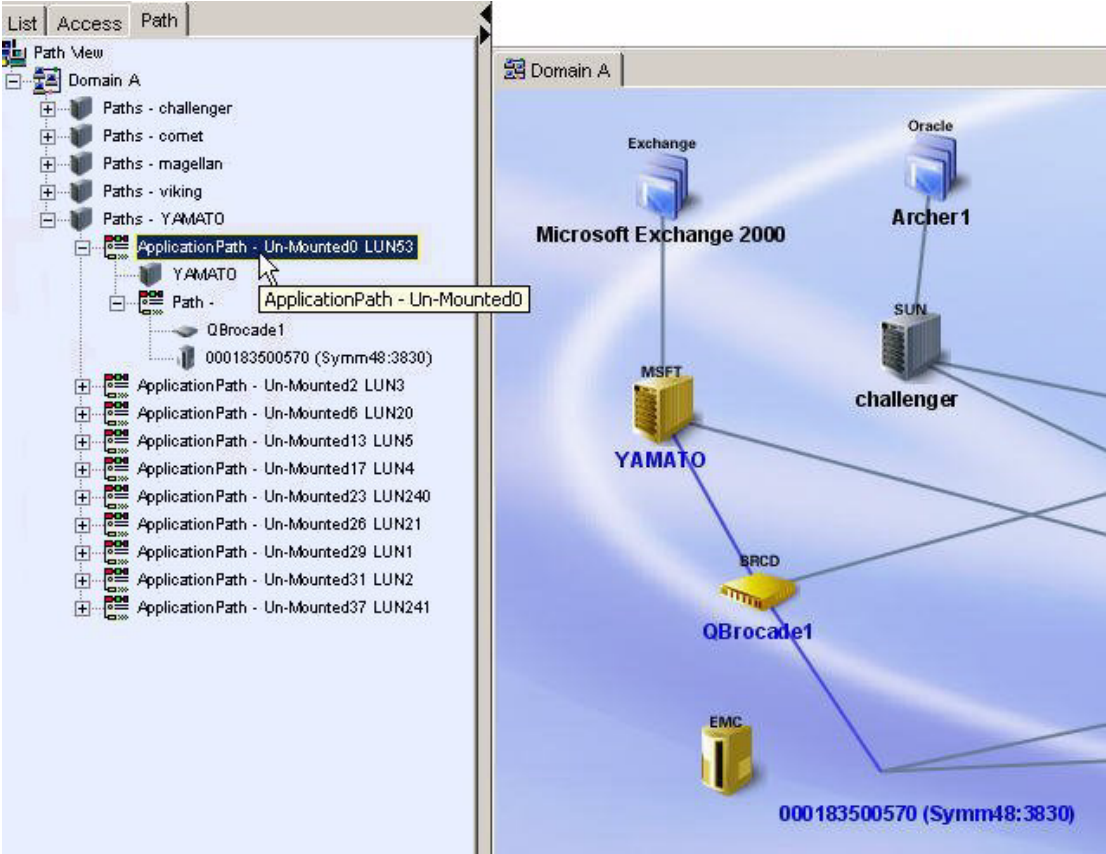 List Access Path
Path View
Domain A
Paths - challenger
Paths - comet
Paths - magellan
Paths - viking
Paths - YAMATO
ApplicationPath - Un-Mounted0 LUN53
YAMATO
Path -
ApplicationPath - Un-Mounted0
QBrocade1
000183500570 (Symm48:3830)
ApplicationPath - Un-Mounted2 LUN3
ApplicationPath - Un-Mounted6 LUN20
ApplicationPath - Un-Mounted13 LUN5
ApplicationPath - Un-Mounted17 LUN4
ApplicationPath - Un-Mounted23 LUN240
ApplicationPath - Un-Mounted26 LUN21
ApplicationPath - Un-Mounted29 LUN1
ApplicationPath - Un-Mounted31 LUN2
ApplicationPath - Un-Mounted37 LUN241
Domain A
Exchange
Microsoft Exchange 2000
Oracle
Archer1
MSFT
YAMATO
SUN
challenger
BRCD
QBrocade1
EMC
000183500570 (Symm48:3830)